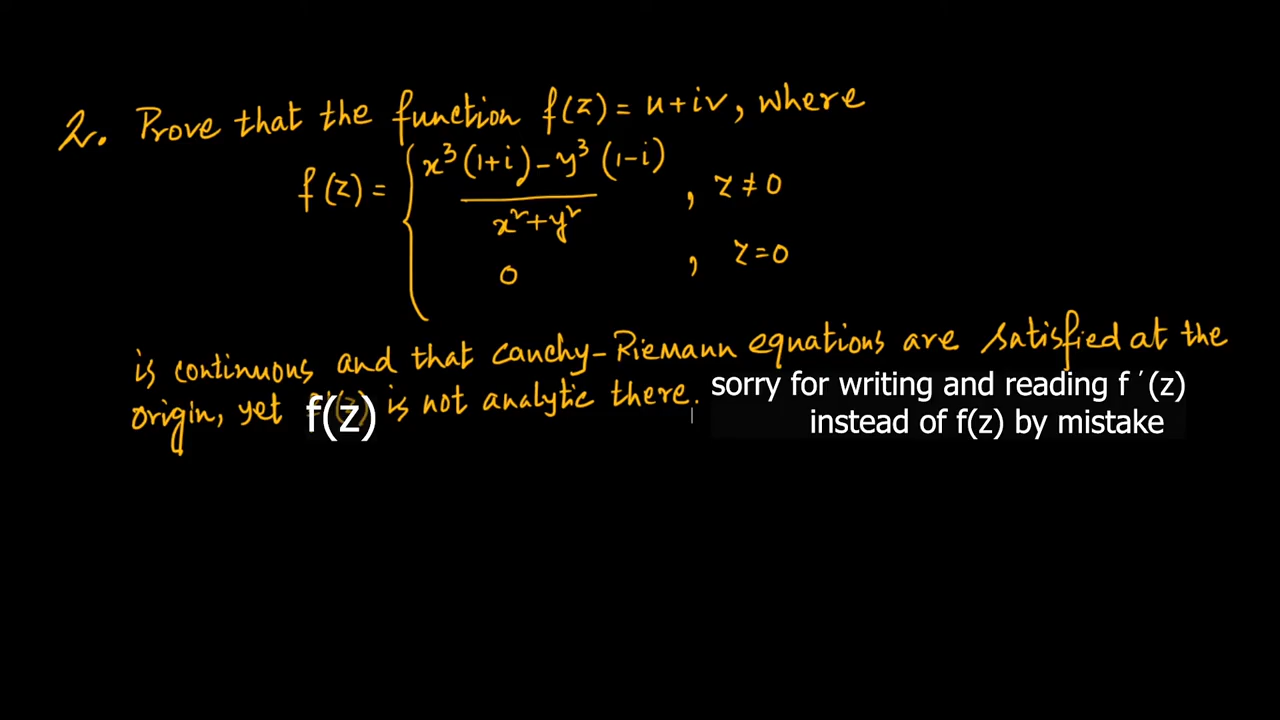 2. Prove that the function f(z) = u+iv, where
f(z) = { x³(1+i) – y³(1–i) / x²+y² , z ≠ 0
0 , z=0
is continuous and that Cauchy-Riemann equations are satisfied at the
origin, yet f(z) is not analytic there.
sorry for writing and reading f ′(z)
instead of f(z) by mistake